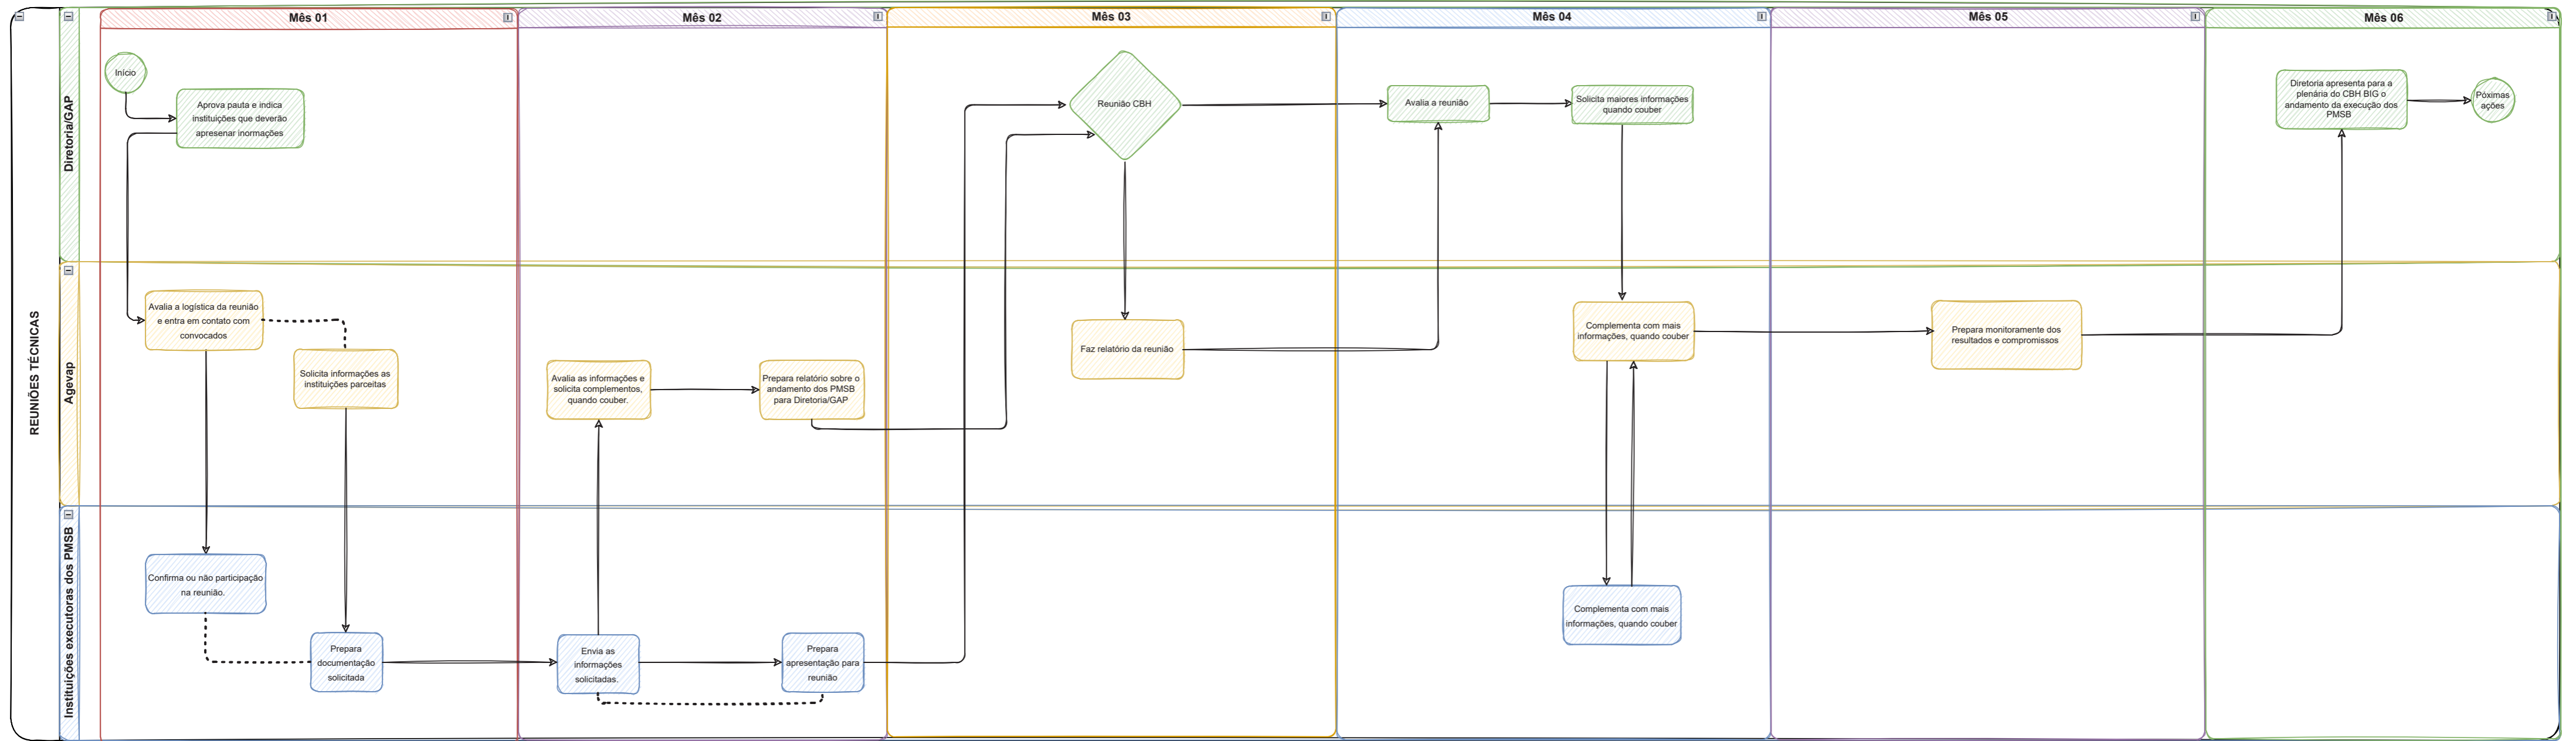 REUNIÕES TÉCNICAS
Mês 01
Mês 02
Mês 03
Mês 04
Mês 05
Mês 06
Diretoria/GAP
Início
Aprova pauta e indica
instituições que deverão
apresenar inormações
Reunião CBH
Avalia a reunião
Solicita maiores informações
quando couber
Diretoria apresenta para a
plenária do CBH BIG o
andamento da execução dos
PMSB
Póximas
ações
Agevap
Avalia a logística da reunião
e entra em contato com
convocados
Solicita informações as
instituições parceitas
Avalia as informações e
solicita complementos,
quando couber.
Prepara relatório sobre o
andamento dos PMSB
para Diretoria/GAP
Faz relatório da reunião
Complementa com mais
informações, quando couber
Prepara monitoramente dos
resultados e compromissos
Instituições executoras dos PMSB
Confirma ou não participação
na reunião.
Prepara
documentação
solicitada
Envia as
informações
solicitadas.
Prepara
apresentação para
reunião
Complementa com mais
informações, quando couber